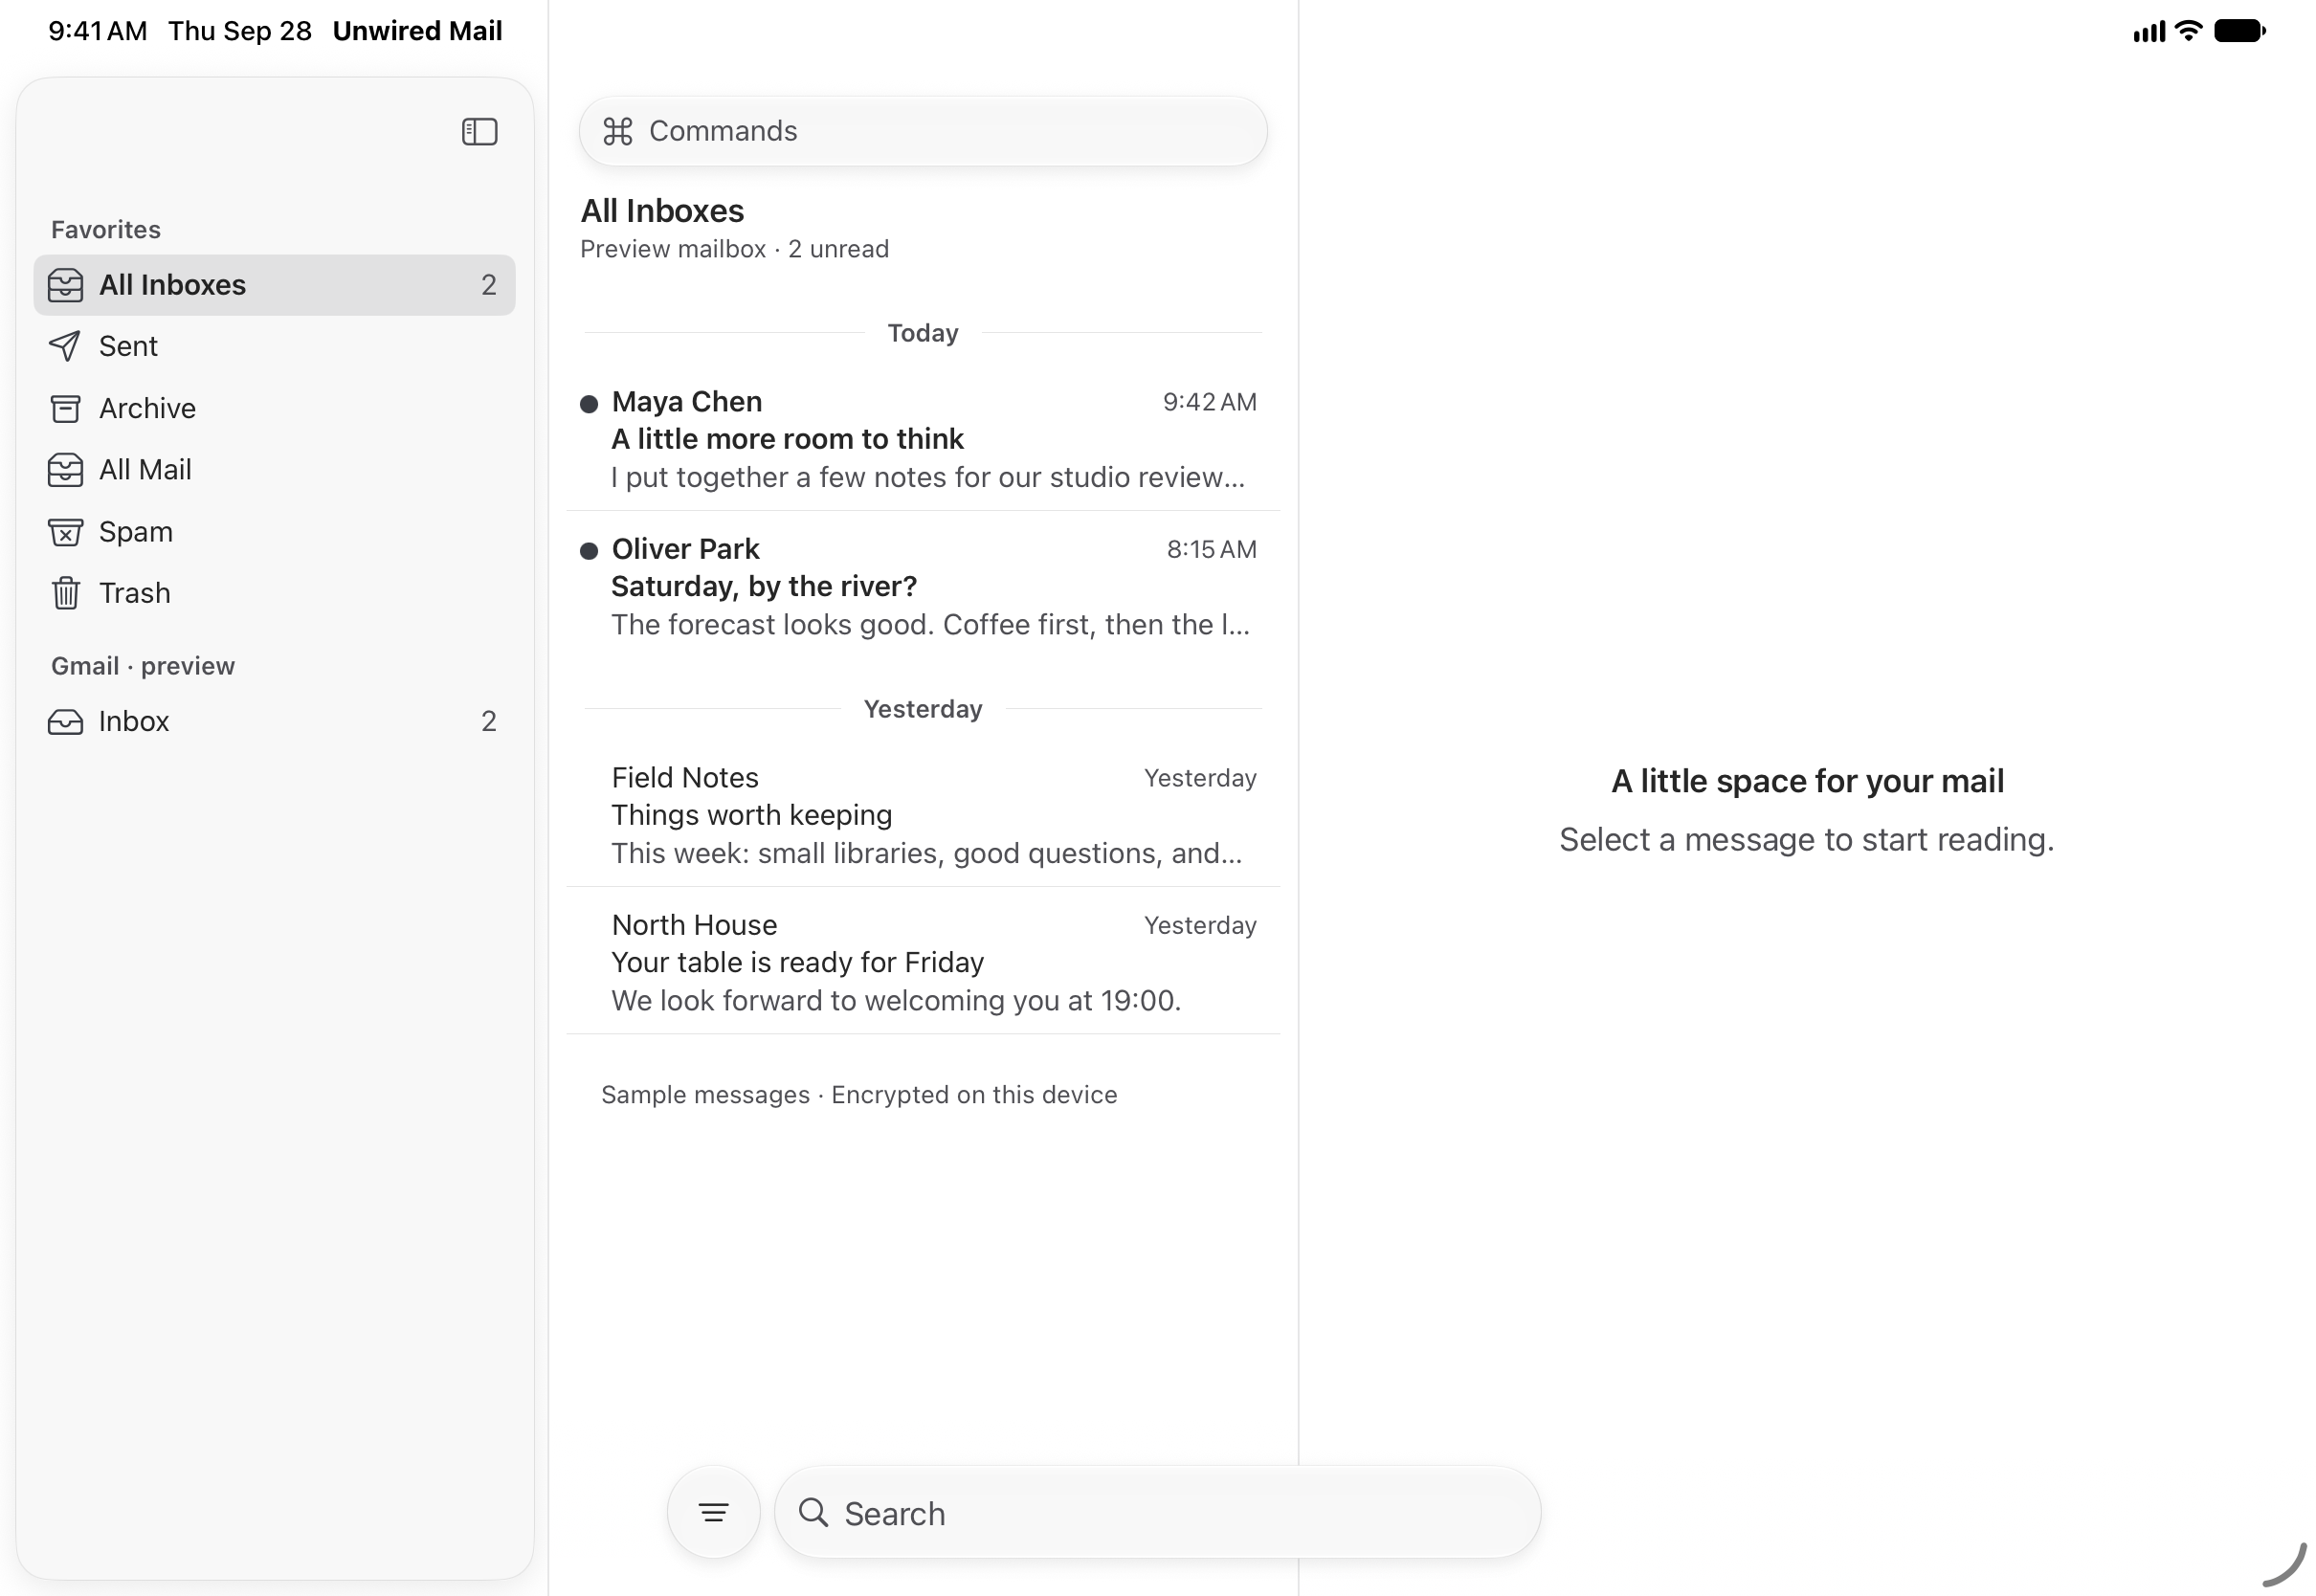 9:41 AM Thu Sep 28 Unwired Mail
Favorites
All Inboxes 2
Sent
Archive
All Mail
Spam
Trash
Gmail · preview
Inbox 2
Commands
All Inboxes
Preview mailbox · 2 unread
Today
Maya Chen 9:42 AM
A little more room to think
I put together a few notes for our studio review...
Oliver Park 8:15 AM
Saturday, by the river?
The forecast looks good. Coffee first, then the l...
Yesterday
Field Notes Yesterday
Things worth keeping
This week: small libraries, good questions, and...
North House Yesterday
Your table is ready for Friday
We look forward to welcoming you at 19:00.
Sample messages · Encrypted on this device
Search
A little space for your mail
Select a message to start reading.